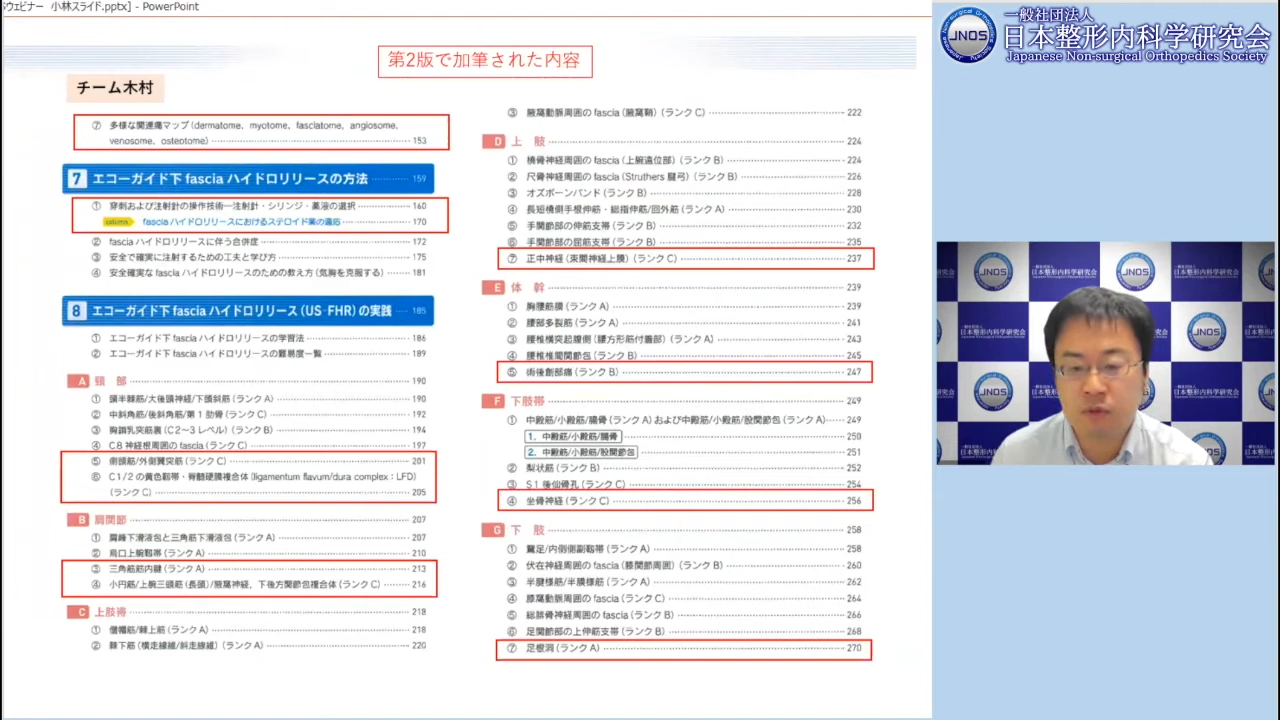 ウェビナー 小林スライド.pptx] - PowerPoint
第2版で加筆された内容
チーム木村
⑦ 多様な関連痛マップ(dermatome, myotome, fasciatome, angiosome,
venosome, osteotome) 153
7 エコーガイド下 fascia ハイドロリリースの方法 159
① 穿刺および注射針の操作技術―注射針・シリンジ・薬液の選択 160
fascia ハイドロリリースにおけるステロイド薬の適応 170
② fascia ハイドロリリースに伴う合併症 172
③ 安全で確実に注射するための工夫と学び方 175
④ 安全確実な fascia ハイドロリリースのための教え方(気胸を克服する) 181
8 エコーガイド下 fascia ハイドロリリース(US-FHR)の実践 185
① エコーガイド下 fascia ハイドロリリースの学習法 186
② エコーガイド下 fascia ハイドロリリースの難易度一覧 189
A 頸 部 190
① 頭半棘筋/大後頭神経/下頭斜筋(ランク A) 190
② 中斜角筋/後斜角筋/第1肋骨(ランク C) 192
③ 胸鎖乳突筋裏(C2〜3 レベル)(ランク B) 194
④ C8 神経根周囲の fascia(ランク C) 197
⑤ 側頭筋/外側翼突筋(ランク C) 201
⑥ C1/2 の黄色靱帯・脊髄硬膜複合体(ligamentum flavum/dura complex:LFD)
(ランク C) 205
B 肩関節 207
① 肩峰下滑液包と三角筋下滑液包(ランク A) 207
② 烏口上腕靱帯(ランク A) 210
③ 三角筋筋内腱(ランク A) 213
④ 小円筋/上腕三頭筋(長頭)/腋窩神経,下後方関節包複合体(ランク C) 216
C 上肢帯 218
① 僧帽筋/棘上筋(ランク A) 218
② 棘下筋(横走線維/斜走線維)(ランク A) 220
③ 腋窩動脈周囲の fascia(腋窩鞘)(ランク C) 222
D 上 肢 224
① 橈骨神経周囲の fascia(上腕遠位部)(ランク B) 224
② 尺骨神経周囲の fascia(Struthers 腱弓)(ランク B) 226
③ オズボーンバンド(ランク B) 228
④ 長短橈側手根伸筋・総指伸筋/回外筋(ランク A) 230
⑤ 手関節部の伸筋支帯(ランク B) 232
⑥ 手関節部の屈筋支帯(ランク B) 235
⑦ 正中神経(束間神経上膜)(ランク C) 237
E 体 幹 239
① 胸腰筋膜(ランク A) 239
② 腰部多裂筋(ランク A) 241
③ 腰椎横突起腹側(腰方形筋付着部)(ランク A) 243
④ 腰椎椎間関節包(ランク B) 245
⑤ 術後創部痛(ランク B) 247
F 下肢帯 249
① 中殿筋/小殿筋/腸骨(ランク A)および中殿筋/小殿筋/股関節包(ランク A) 249
1. 中殿筋/小殿筋/腸骨 250
2. 中殿筋/小殿筋/股関節包 251
② 梨状筋(ランク B) 252
③ S1 後仙骨孔(ランク C) 254
④ 坐骨神経(ランク C) 256
G 下 肢 258
① 鵞足/内側側副靱帯(ランク A) 258
② 伏在神経周囲の fascia(膝関節周囲)(ランク B) 260
③ 半腱様筋/半膜様筋(ランク A) 262
④ 膝窩動脈周囲の fascia(ランク C) 264
⑤ 総腓骨神経周囲の fascia(ランク B) 266
⑥ 足関節部の上伸筋支帯(ランク B) 268
⑦ 足根洞(ランク A) 270
JNOS
一般社団法人
日本整形内科学研究会
Japanese Non-surgical Orthopedics Society